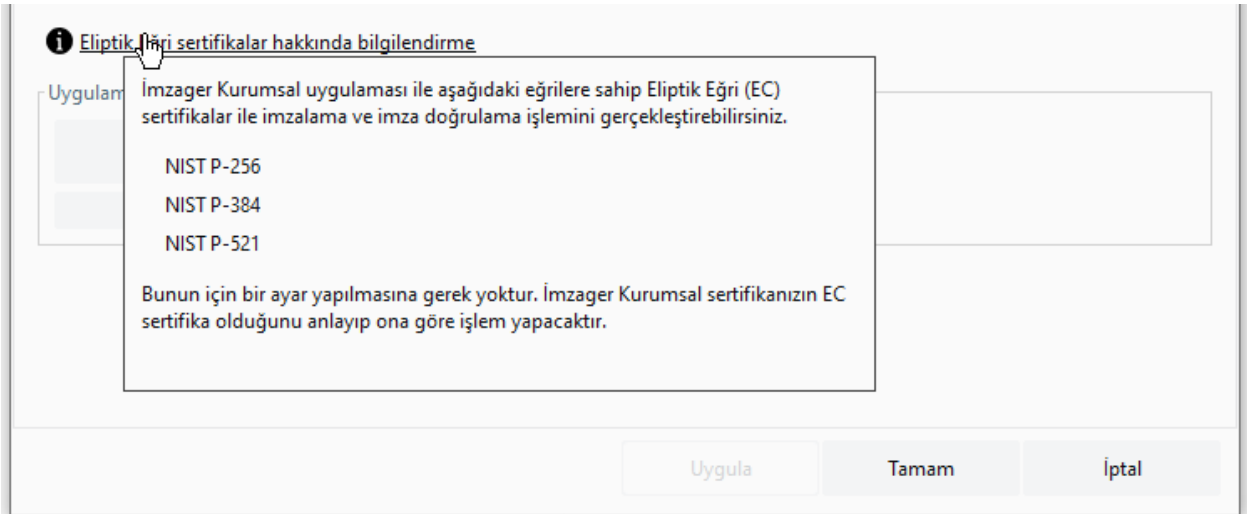 Eliptik Eğri sertifikalar hakkında bilgilendirme
İmzager Kurumsal uygulaması ile aşağıdaki eğrilere sahip Eliptik Eğri (EC)
sertifikalar ile imzalama ve imza doğrulama işlemini gerçekleştirebilirsiniz.
NIST P-256
NIST P-384
NIST P-521
Bunun için bir ayar yapılmasına gerek yoktur. İmzager Kurumsal sertifikanızın EC
sertifika olduğunu anlayıp ona göre işlem yapacaktır.
Uygula
Tamam
İptal